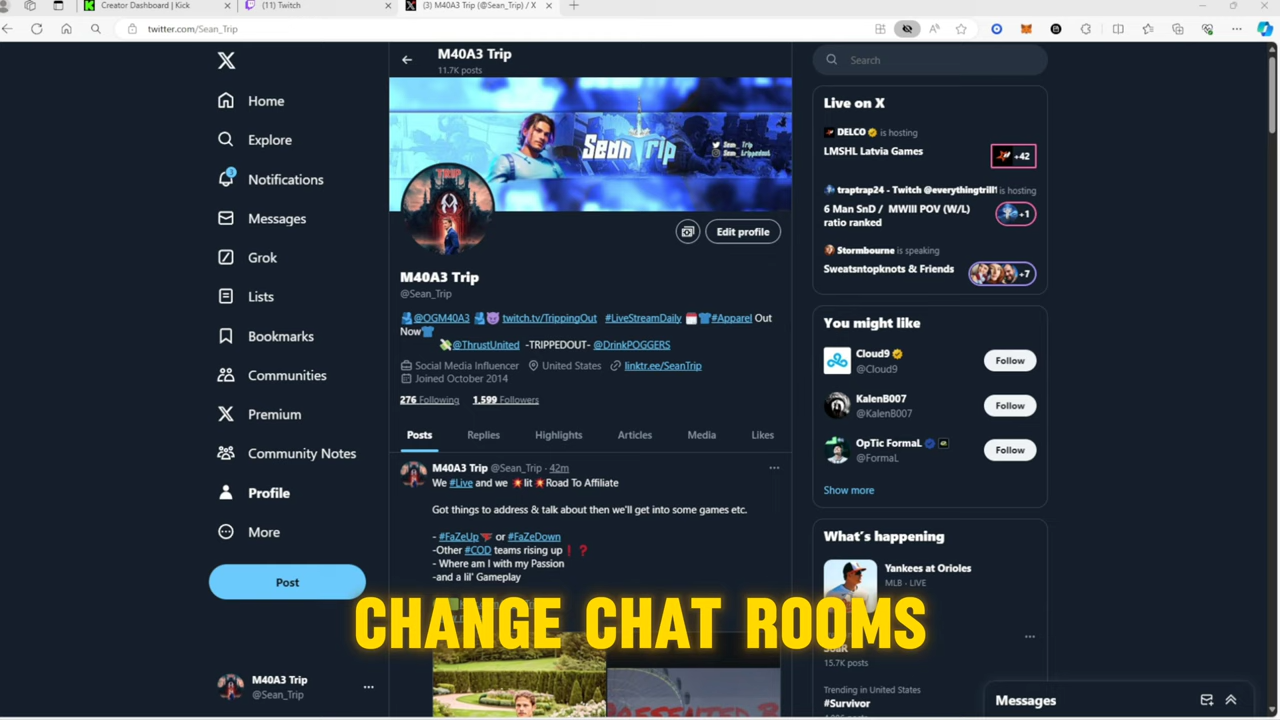 Creator Dashboard | Kick
(11) Twitch
(3) M40A3 Trip (@Sean_Trip) / X
twitter.com/Sean_Trip
Home
Explore
Notifications
Messages
Grok
Lists
Bookmarks
Communities
Premium
Community Notes
Profile
More
Post
M40A3 Trip
@Sean_Trip
M40A3 Trip
11.7K posts
Sean Trip
Sean_Trip
Sean_Trippedout
Edit profile
M40A3 Trip
@Sean_Trip
@OGM40A3 twitch.tv/TrippingOut #LiveStreamDaily #Apparel Out
Now
@ThrustUnited -TRIPPEDOUT- @DrinkPOGGERS
Social Media Influencer United States linktr.ee/SeanTrip
Joined October 2014
276 Following 1,599 Followers
Posts Replies Highlights Articles Media Likes
M40A3 Trip @Sean_Trip · 42m
We #Live and we 💥lit💥Road To Affiliate
Got things to address & talk about then we'll get into some games etc.
- #FaZeUp or #FaZeDown
-Other #COD teams rising up❗❓
- Where am I with my Passion
-and a lil' Gameplay
CHANGE CHAT ROOMS
Search
Live on X
DELCO is hosting
LMSHL Latvia Games
+42
traptrap24 - Twitch @everythingtrill1 is hosting
6 Man SnD / MWIII POV (W/L)
ratio ranked
+1
Stormbourne is speaking
Sweatsntopknots & Friends
+7
You might like
Cloud9
@Cloud9
Follow
KalenB007
@KalenB007
Follow
OpTic FormaL
@FormaL
Follow
Show more
What's happening
Yankees at Orioles
MLB · LIVE
15.7K posts
Trending in United States
#Survivor
Messages